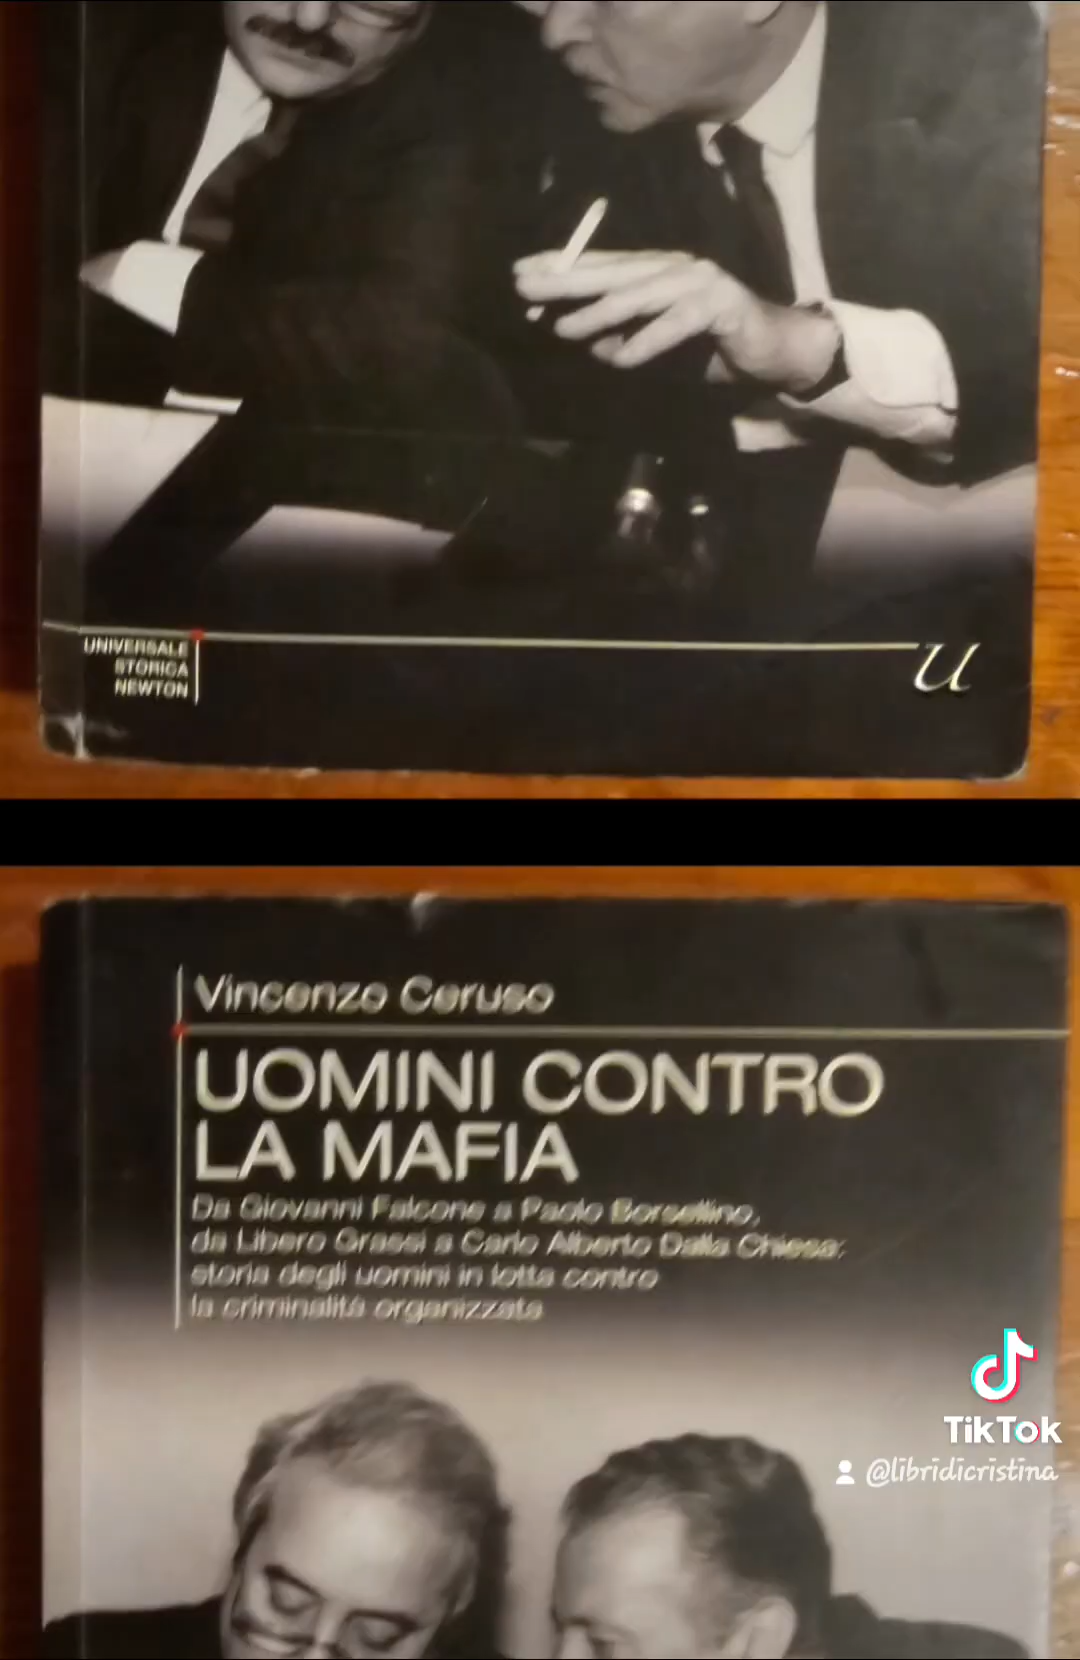 UNIVERSALE
STORICA
NEWTON
U
Vincenzo Ceruso
UOMINI CONTRO
LA MAFIA
Da Giovanni Falcone a Paolo Borsellino,
da Libero Grassi a Carlo Alberto Dalla Chiesa:
storia degli uomini in lotta contro
la criminalità organizzata
TikTok
@libridicristina